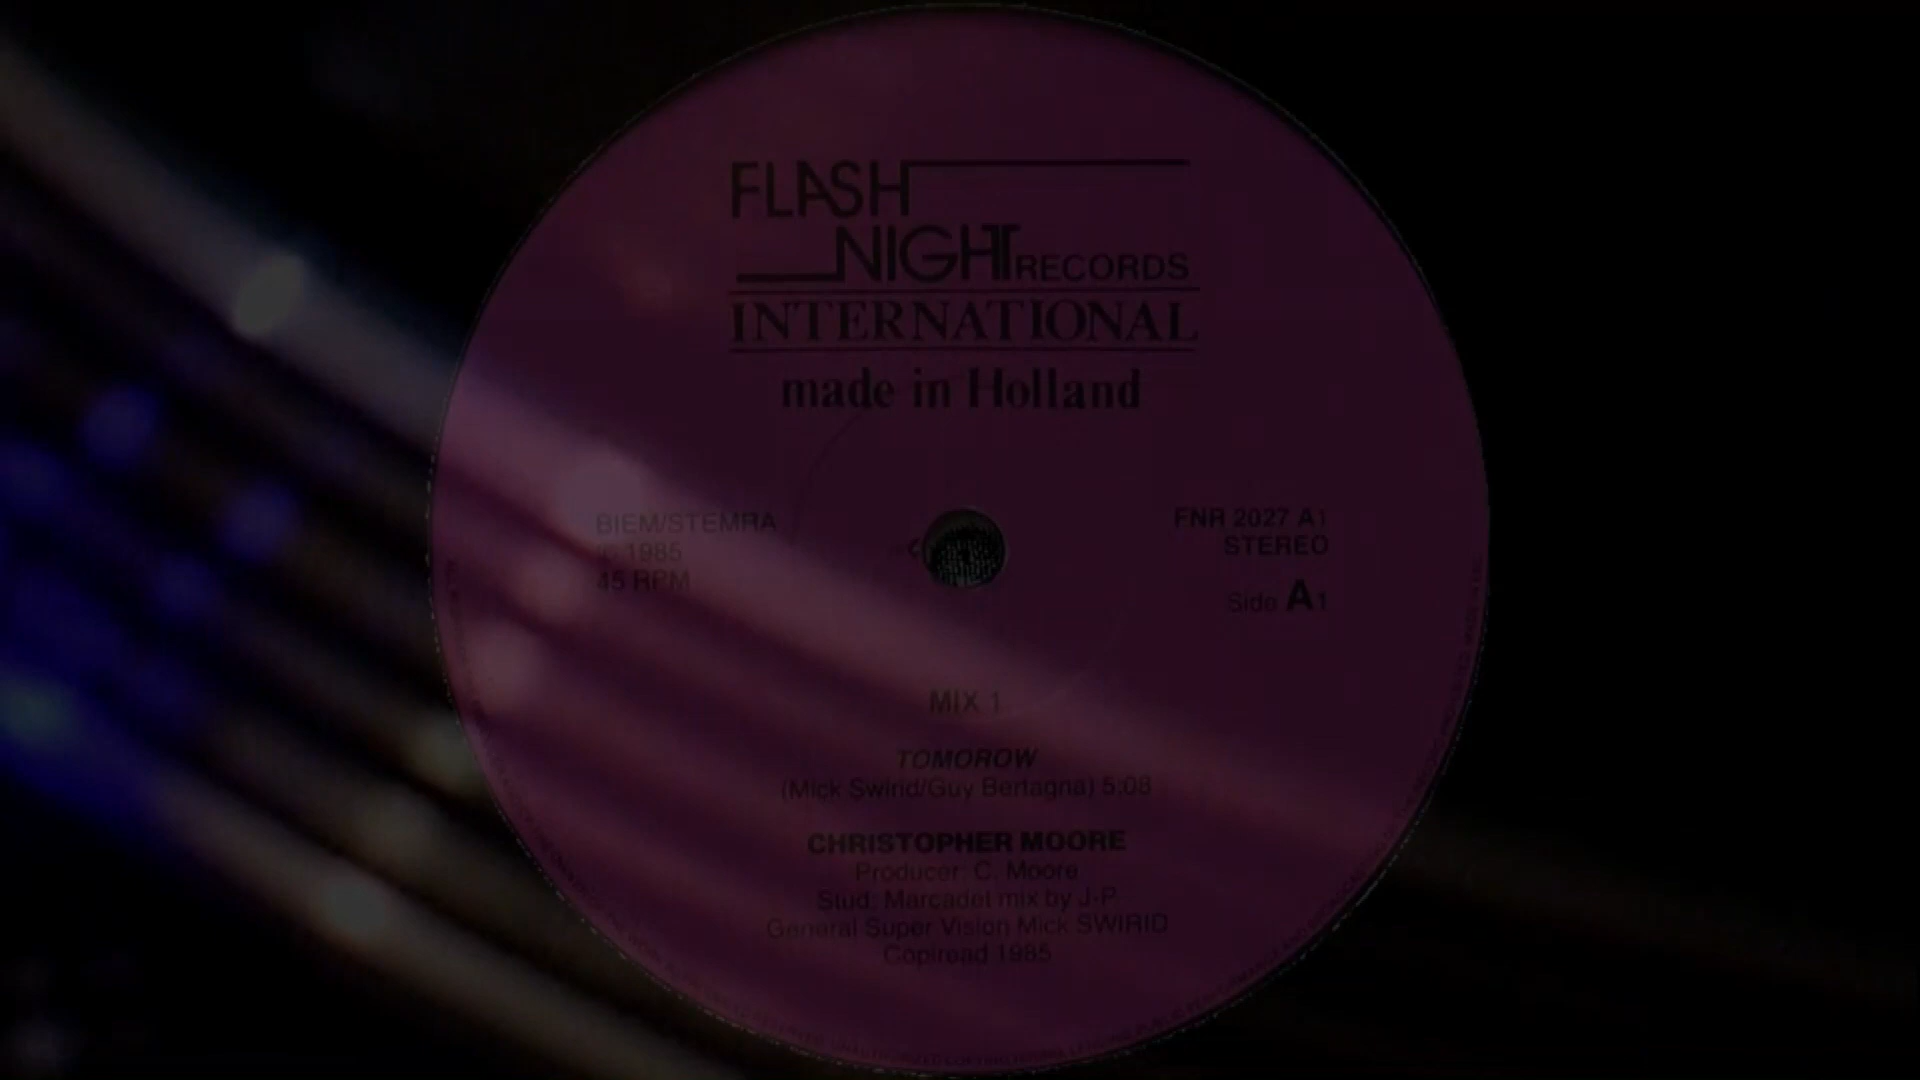 FLASH
NIGHT RECORDS
INTERNATIONAL
made in Holland
BIEM/STEMRA
© 1985
45 RPM
FNR 2027 A1
STEREO
Side A1
MIX 1
TOMOROW
(Mick Swirid/Guy Bertagna) 5:08
CHRISTOPHER MOORE
Producer: C. Moore
Stud: Marcadet mix by J-P
General Super Vision Mick SWIRID
Copiread 1985